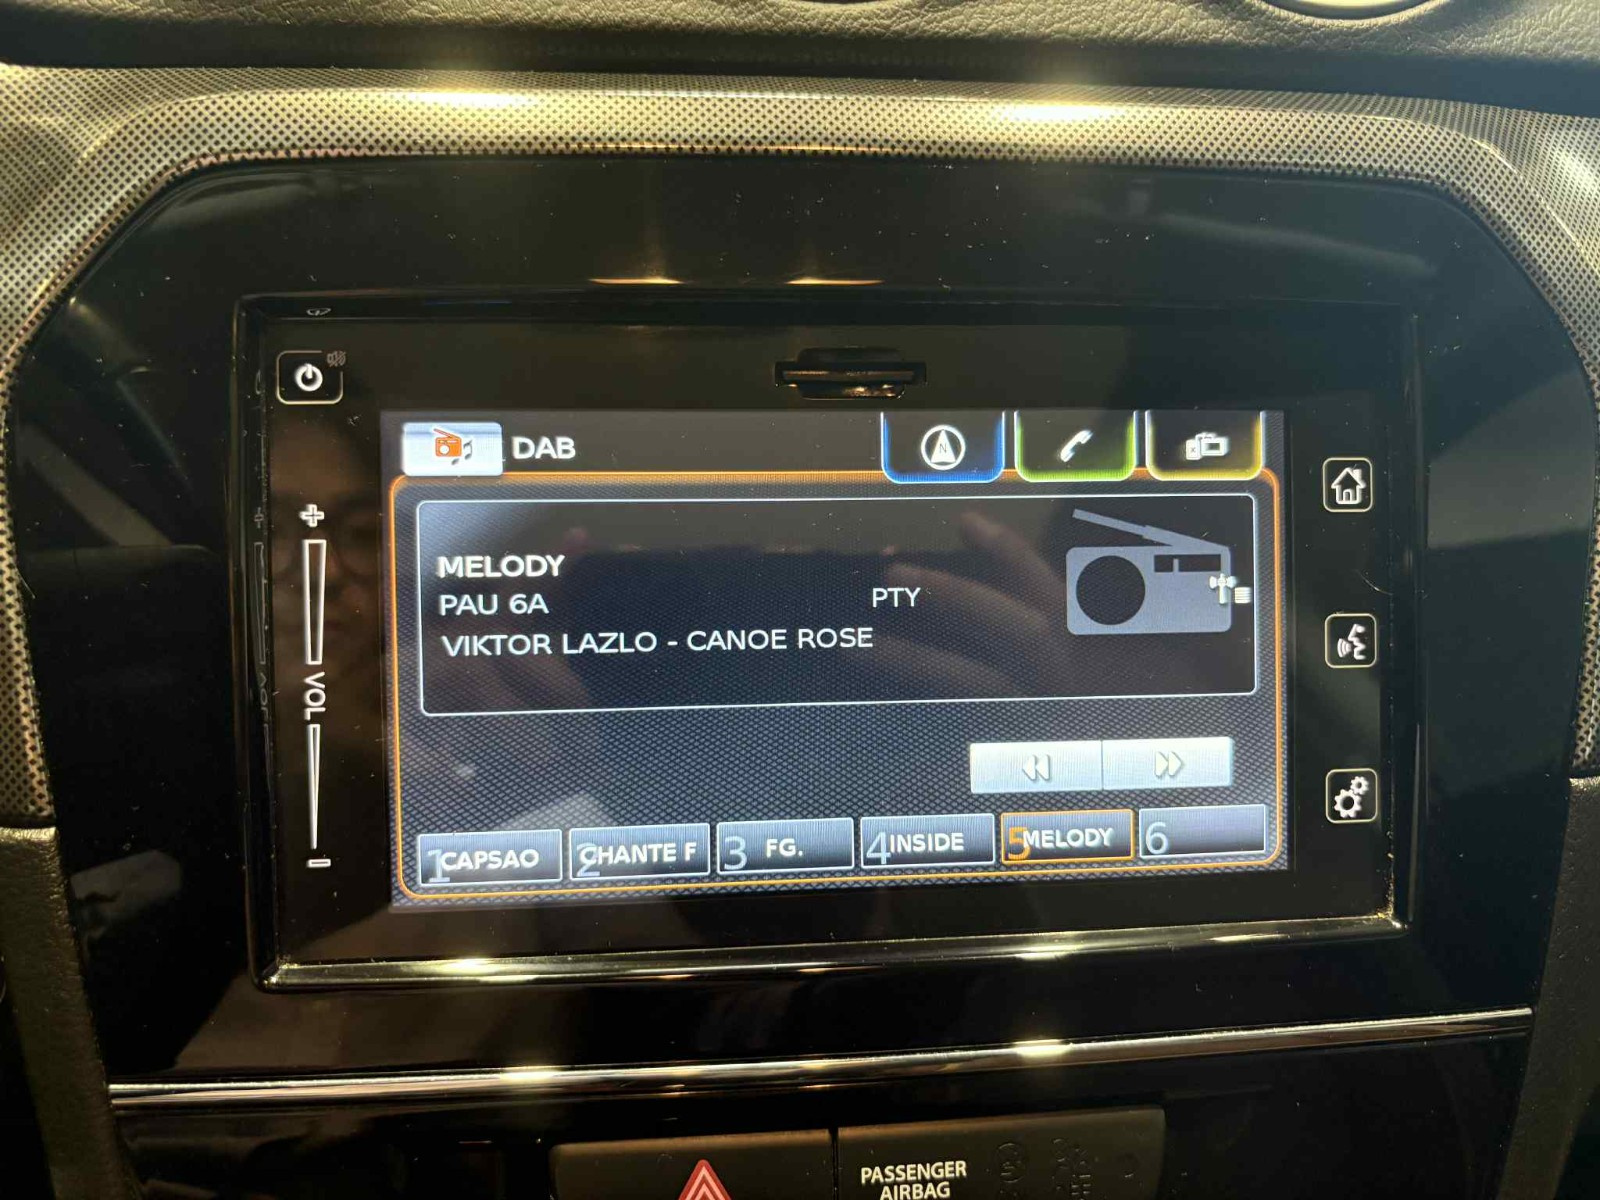 DAB
N
MELODY
PAU 6A
PTY
VIKTOR LAZLO - CANOE ROSE
VOL
1 CAPSAO
2 CHANTE F
3 FG.
4 INSIDE
5 MELODY
6
PASSENGER
AIRBAG